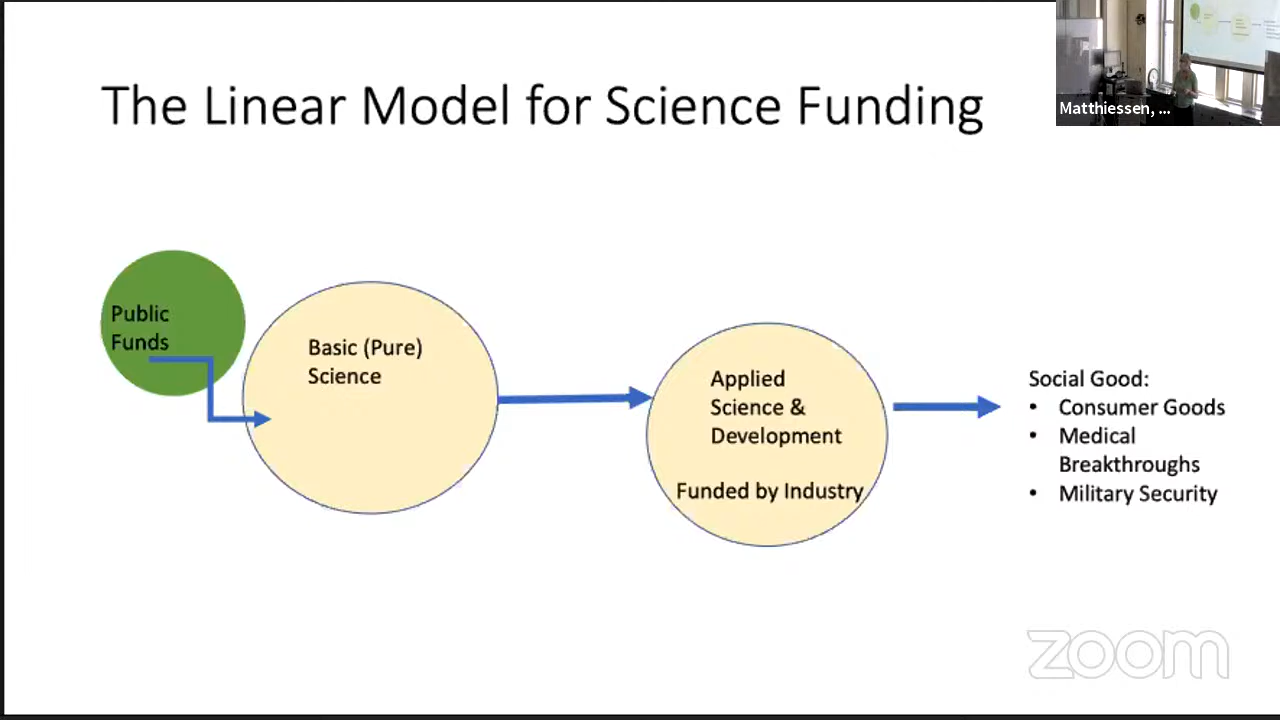 The Linear Model for Science Funding
Matthiessen, ...
Public
Funds
Basic (Pure)
Science
Applied
Science &
Development
Funded by Industry
Social Good:
• Consumer Goods
• Medical
Breakthroughs
• Military Security
zoom